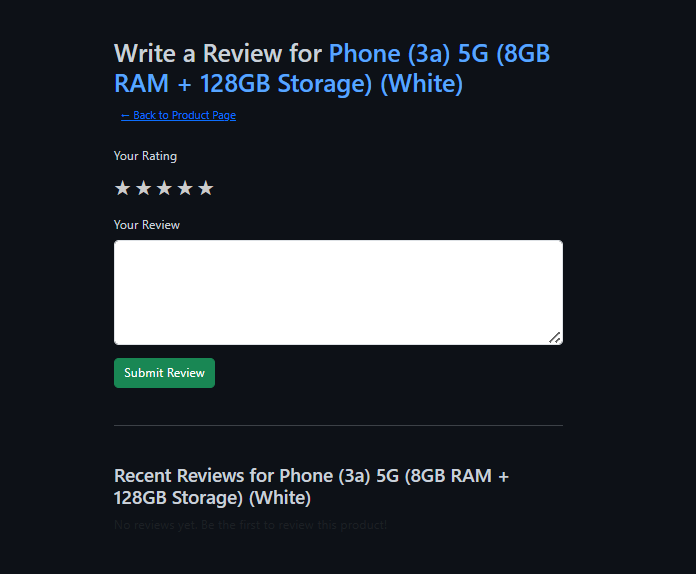 Write a Review for Phone (3a) 5G (8GB
RAM + 128GB Storage) (White)
← Back to Product Page
Your Rating
★★★★★
Your Review
Submit Review
Recent Reviews for Phone (3a) 5G (8GB RAM +
128GB Storage) (White)
No reviews yet. Be the first to review this product!